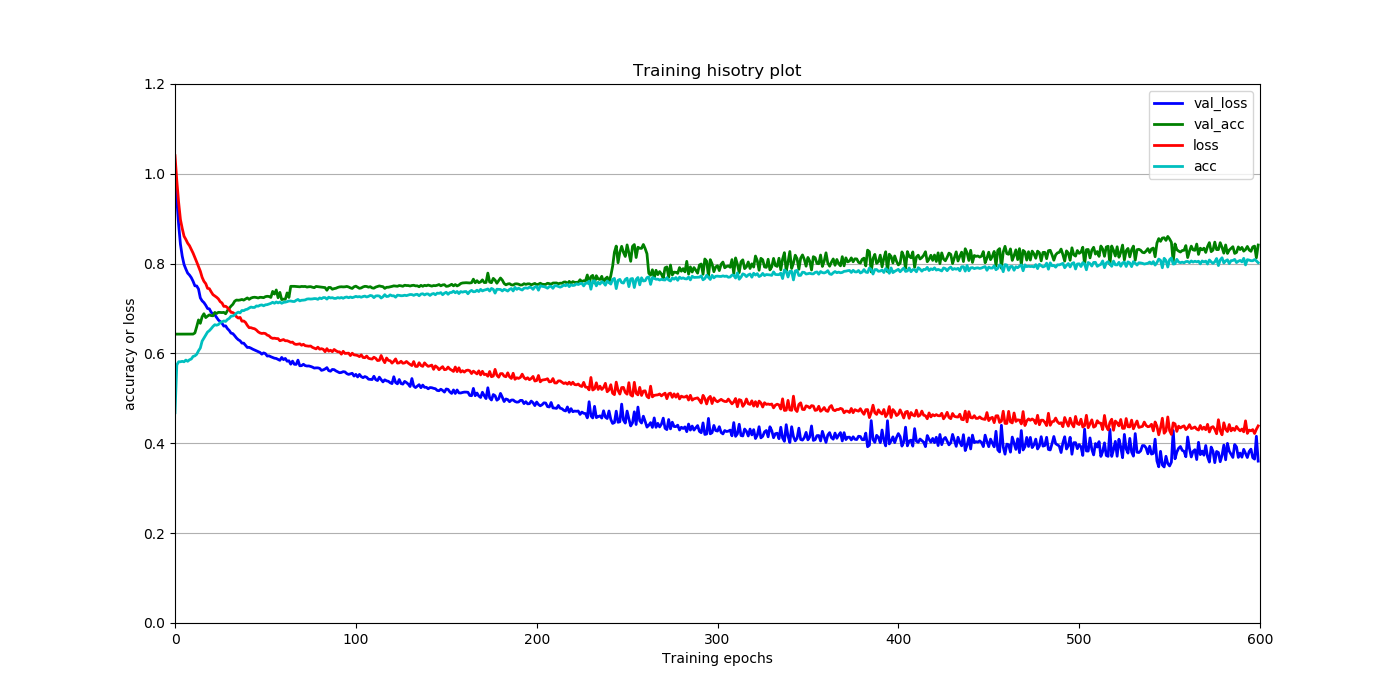 Training hisotry plot
1.2
1.0
0.8
0.6
0.4
0.2
0.0
accuracy or loss
val_loss
val_acc
loss
acc
0 100 200 300 400 500 600
Training epochs